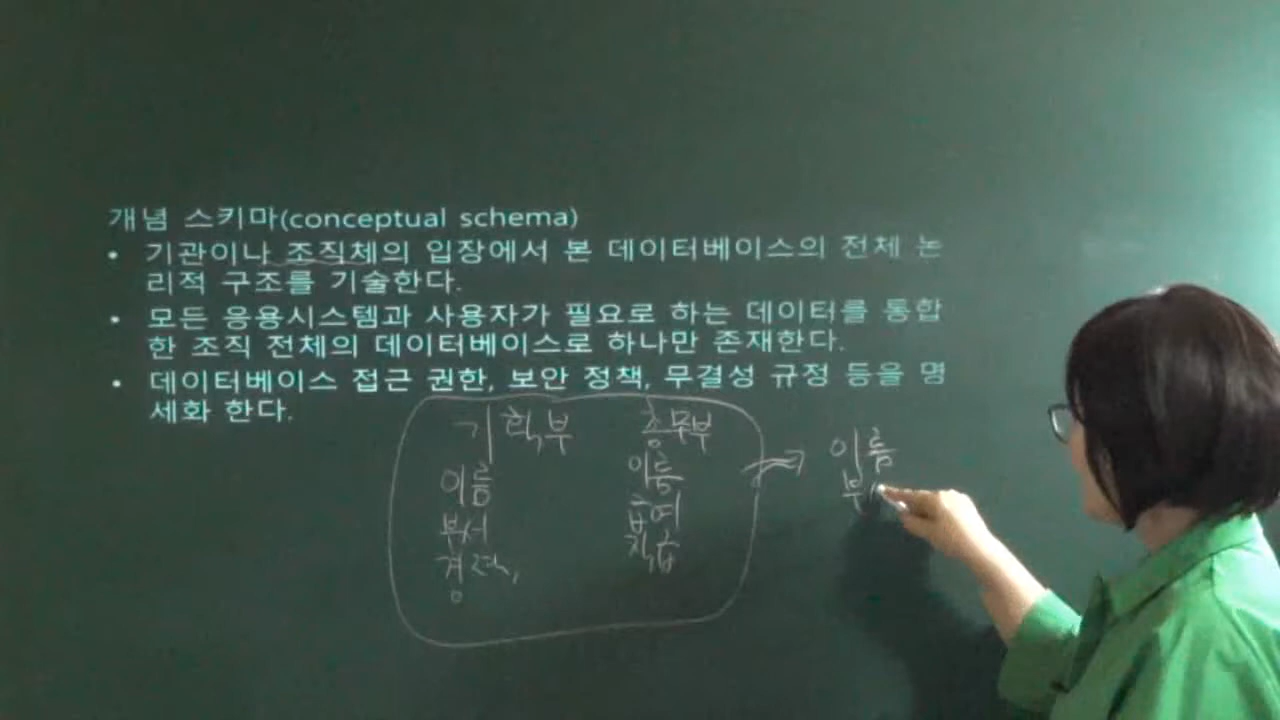 개념 스키마(conceptual schema)
• 기관이나 조직체의 입장에서 본 데이터베이스의 전체 논
리적 구조를 기술한다.
• 모든 응용시스템과 사용자가 필요로 하는 데이터를 통합
한 조직 전체의 데이터베이스로 하나만 존재한다.
• 데이터베이스 접근 권한, 보안 정책, 무결성 규정 등을 명
세화 한다.
기획부 총무부
이름 이름
부서
경력,
이름
부